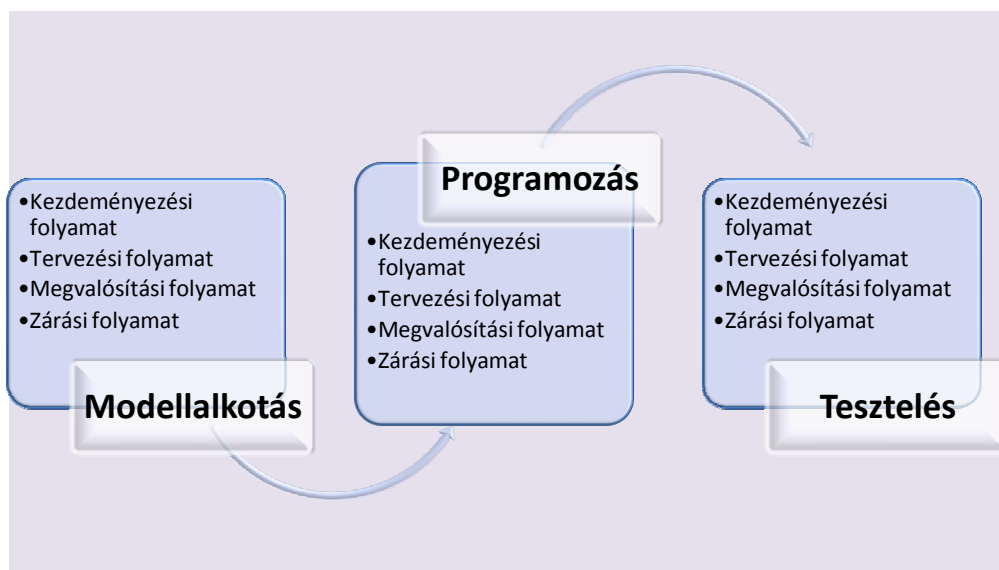 •Kezdeményezési
folyamat
•Tervezési folyamat
•Megvalósítási folyamat
•Zárási folyamat
Modellalkotás
Programozás
•Kezdeményezési
folyamat
•Tervezési folyamat
•Megvalósítási folyamat
•Zárási folyamat
•Kezdeményezési
folyamat
•Tervezési folyamat
•Megvalósítási folyamat
•Zárási folyamat
Tesztelés